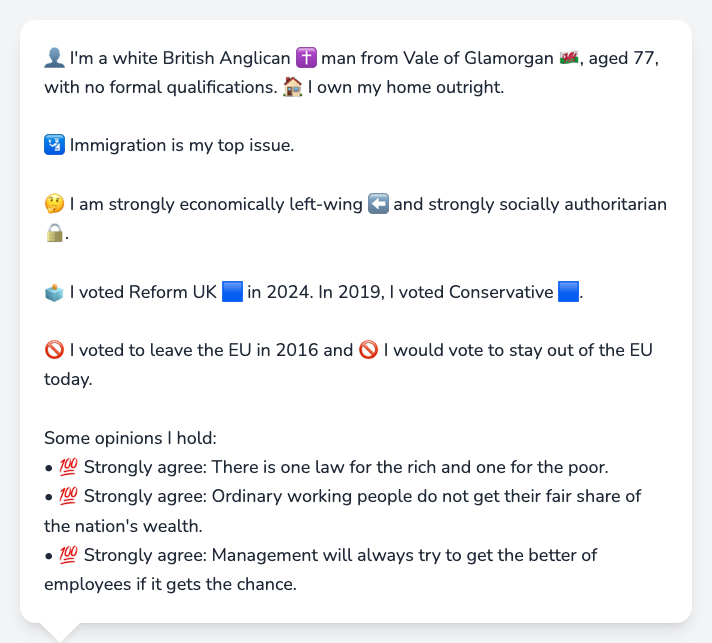 👤 I'm a white British Anglican ✝️ man from Vale of Glamorgan 🏴󠁧󠁢󠁷󠁬󠁳󠁿, aged 77,
with no formal qualifications. 🏠 I own my home outright.
🛂 Immigration is my top issue.
🤔 I am strongly economically left-wing ⬅️ and strongly socially authoritarian
🔒.
🗳️ I voted Reform UK 🟦 in 2024. In 2019, I voted Conservative 🟦.
🚫 I voted to leave the EU in 2016 and 🚫 I would vote to stay out of the EU
today.
Some opinions I hold:
• 💯 Strongly agree: There is one law for the rich and one for the poor.
• 💯 Strongly agree: Ordinary working people do not get their fair share of
the nation's wealth.
• 💯 Strongly agree: Management will always try to get the better of
employees if it gets the chance.